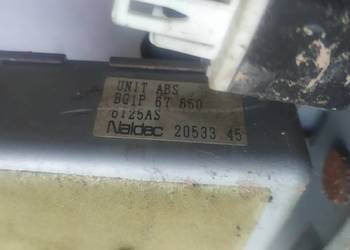 UNIT ABS
BG1P 67 650
6T25AS
Naldec 20533 45